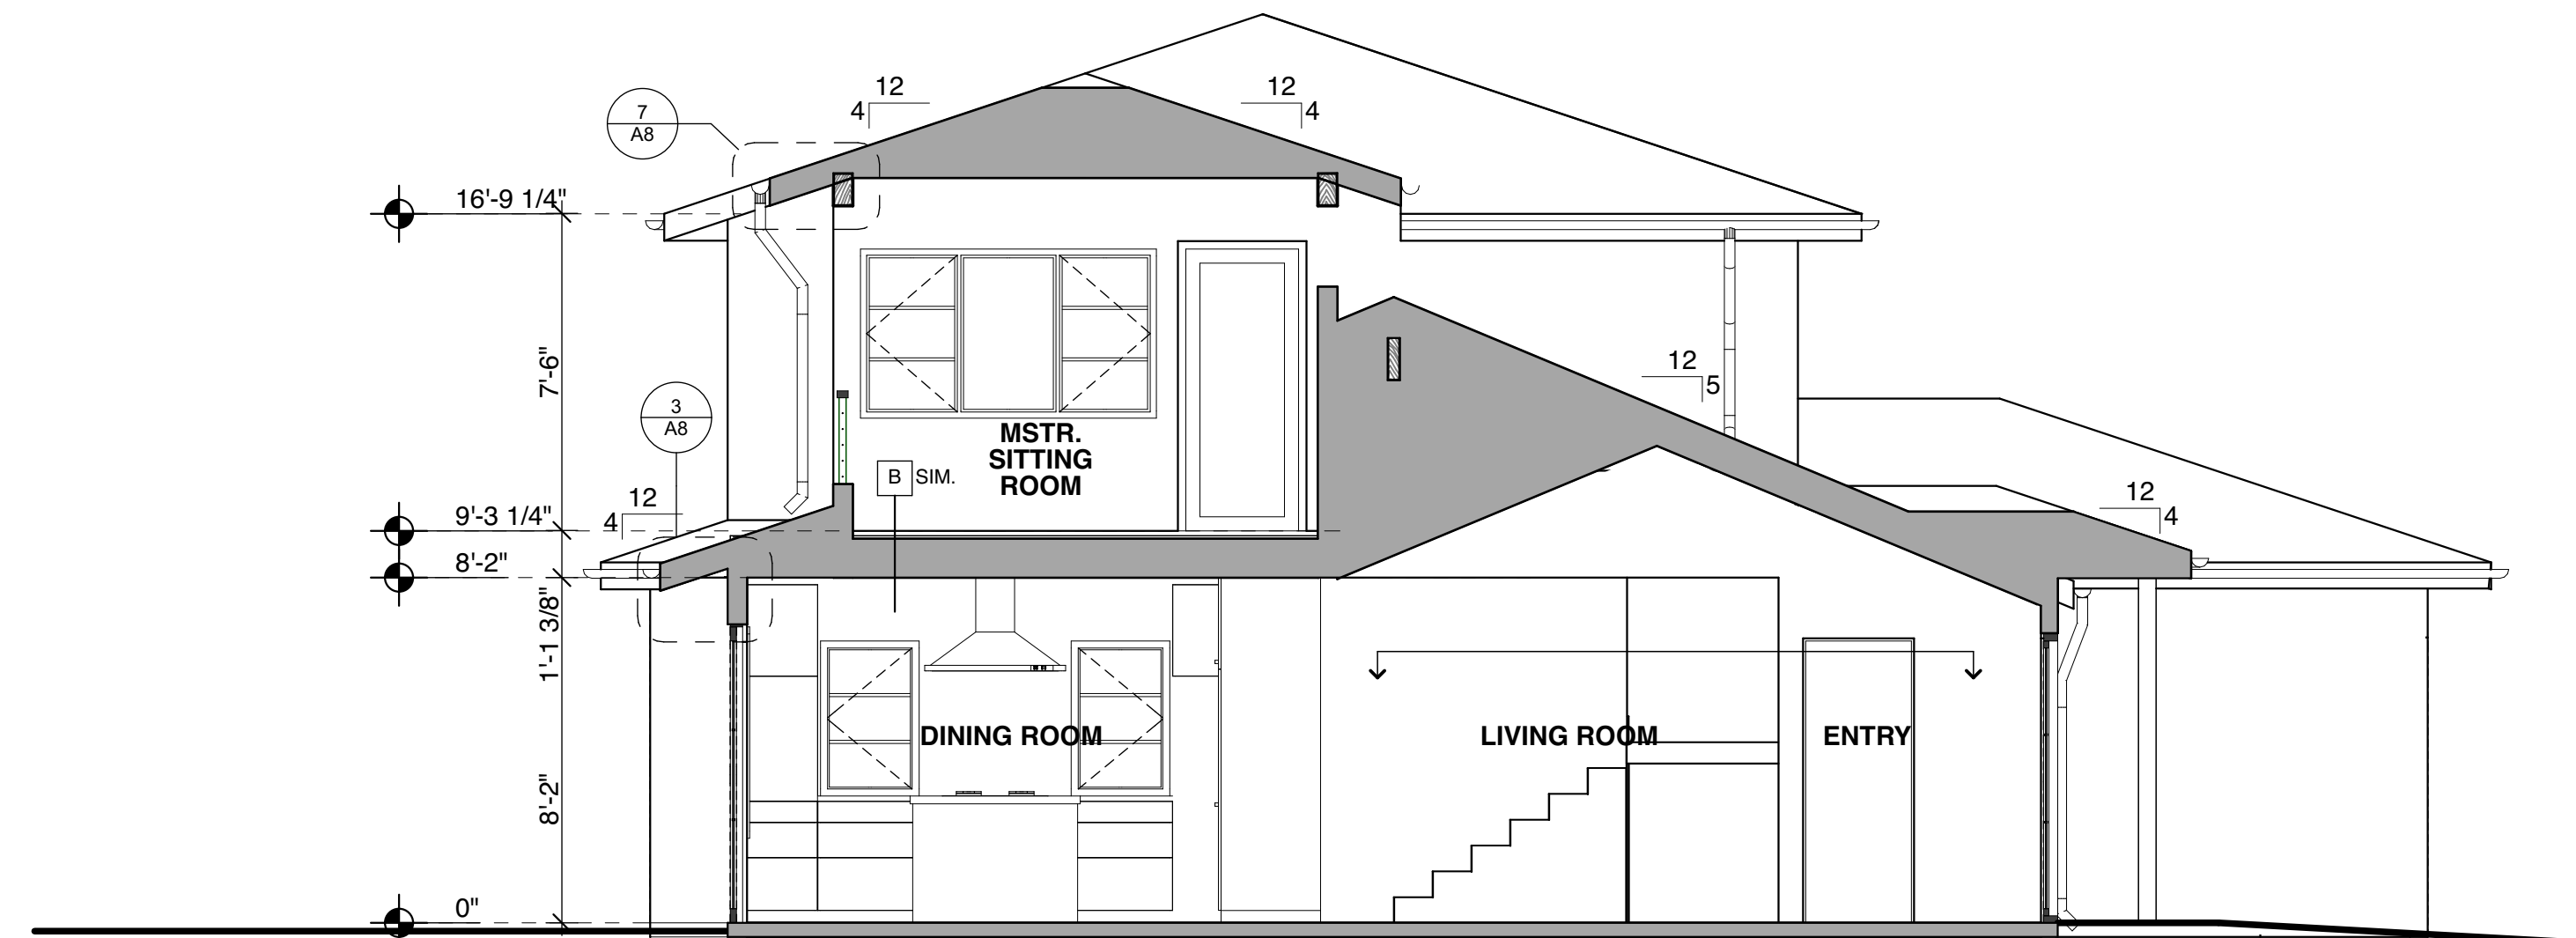 12
4
12
4
7
A8
16'-9 1/4"
7'-6"
12
5
3
A8
MSTR.
SITTING
ROOM
B SIM.
12
4
9'-3 1/4"
12
4
8'-2"
1'-1 3/8"
DINING ROOM
LIVING ROOM
ENTRY
8'-2"
0"